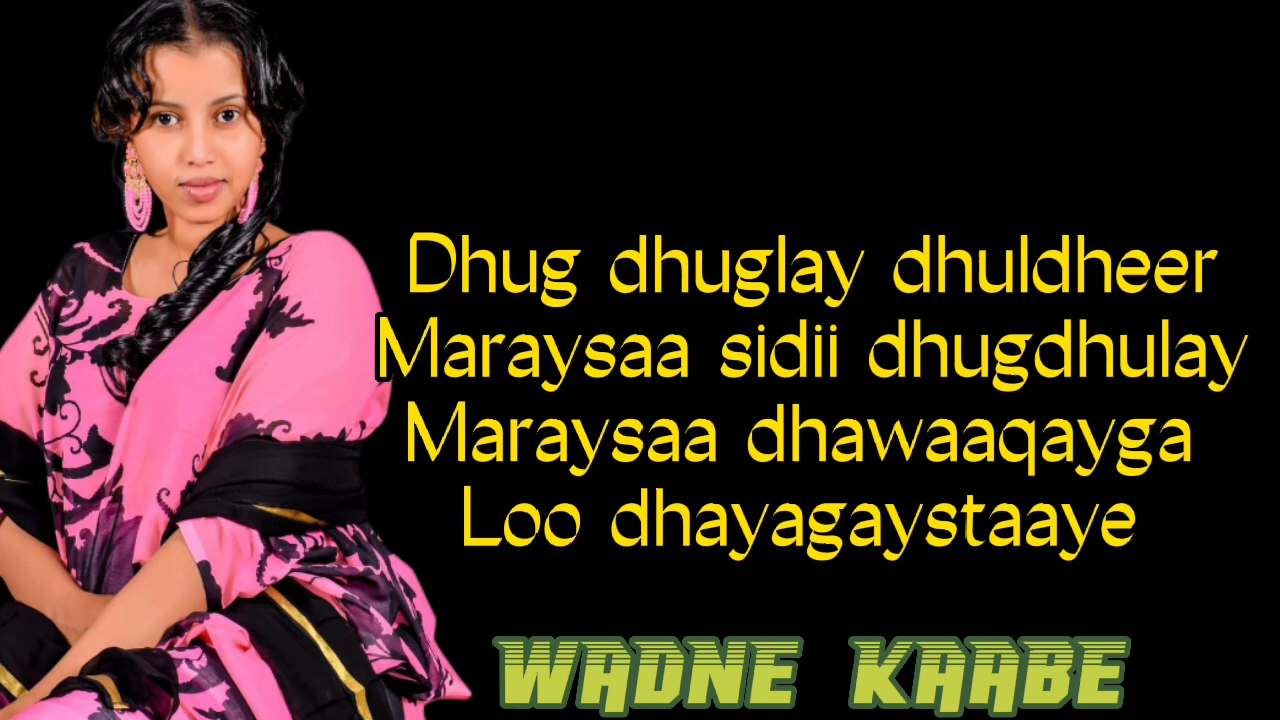 Dhug dhuglay dhuldheer
Maraysaa sidii dhugdhulay
Maraysaa dhawaaqayga
Loo dhayagaystaaye
WADNE KAABE